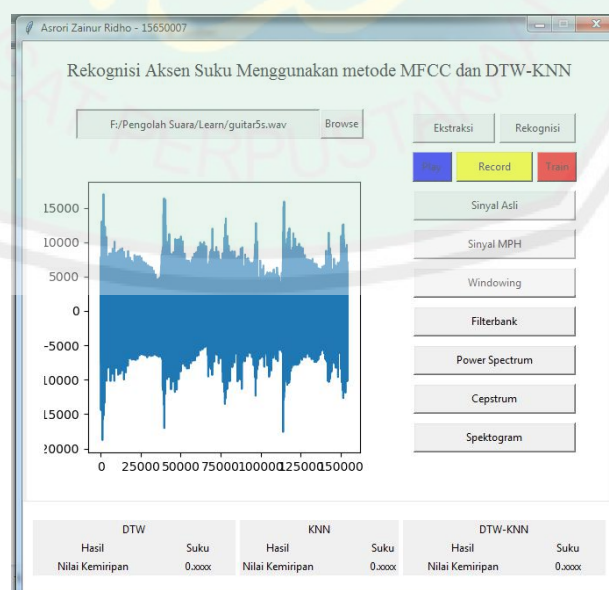 Asrori Zainur Ridho - 15650007
Rekognisi Aksen Suku Menggunakan metode MFCC dan DTW-KNN
F:/Pengolah Suara/Learn/guitar5s.wav Browse
Ekstraksi Rekognisi
Play Record Train
Sinyal Asli
Sinyal MPH
Windowing
Filterbank
Power Spectrum
Cepstrum
Spektogram
15000
10000
5000
0
-5000
10000
15000
20000
0 25000 50000 75000 100000 125000 150000
DTW KNN DTW-KNN
Hasil Suku Hasil Suku Hasil Suku
Nilai Kemiripan 0.xxxx Nilai Kemiripan 0.xxxx Nilai Kemiripan 0.xxxx
PERPUSTAKAAN